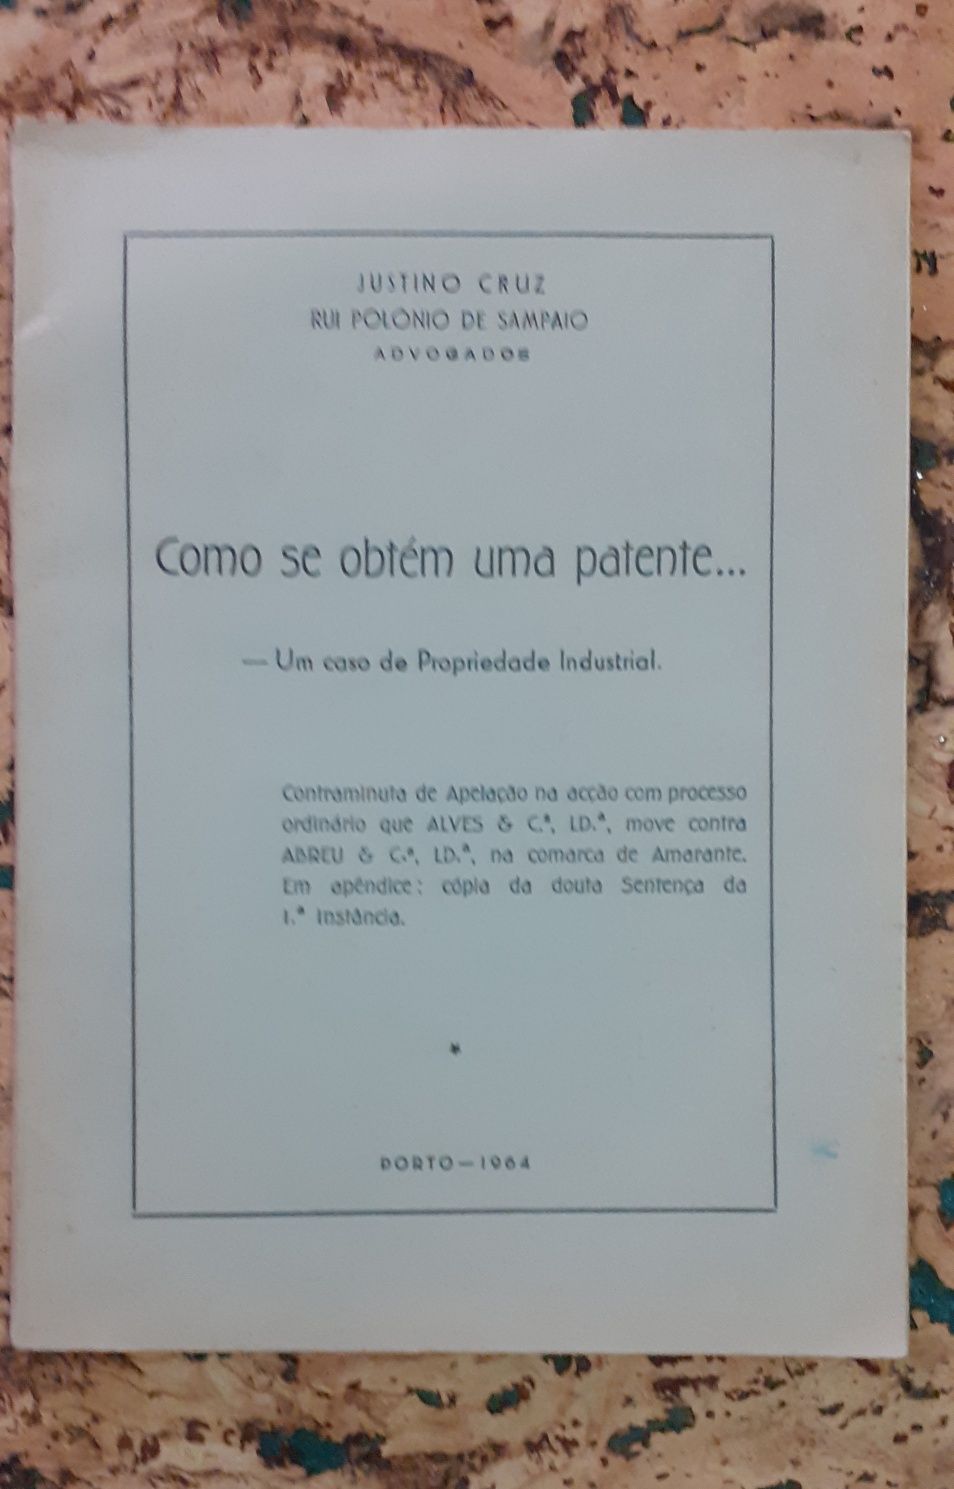 JUSTINO CRUZ
RUI POLÓNIO DE SAMPAIO
ADVOGADOS
Como se obtém uma patente...
— Um caso de Propriedade Industrial.
Contraminuta de Apelação na acção com processo
ordinário que ALVES & C.ª, LD.ª, move contra
ABREU & C.ª, LD.ª, na comarca de Amarante.
Em apêndice: cópia da douta Sentença da
1.ª Instância.
*
PORTO — 1964